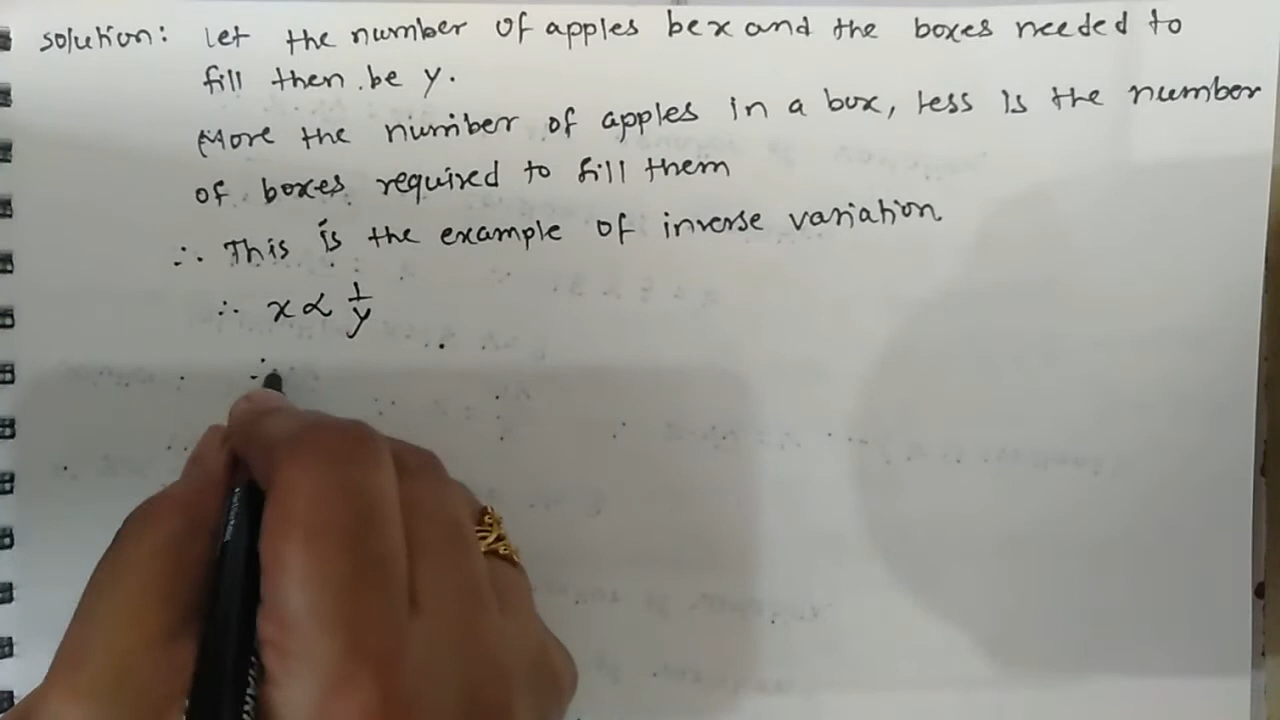 solution: Let the number of apples be x and the boxes needed to
fill then be y.
More the number of apples in a box, less is the number
of boxes required to fill them
∴ This is the example of inverse variation
∴ x ∝ 1/y
∴